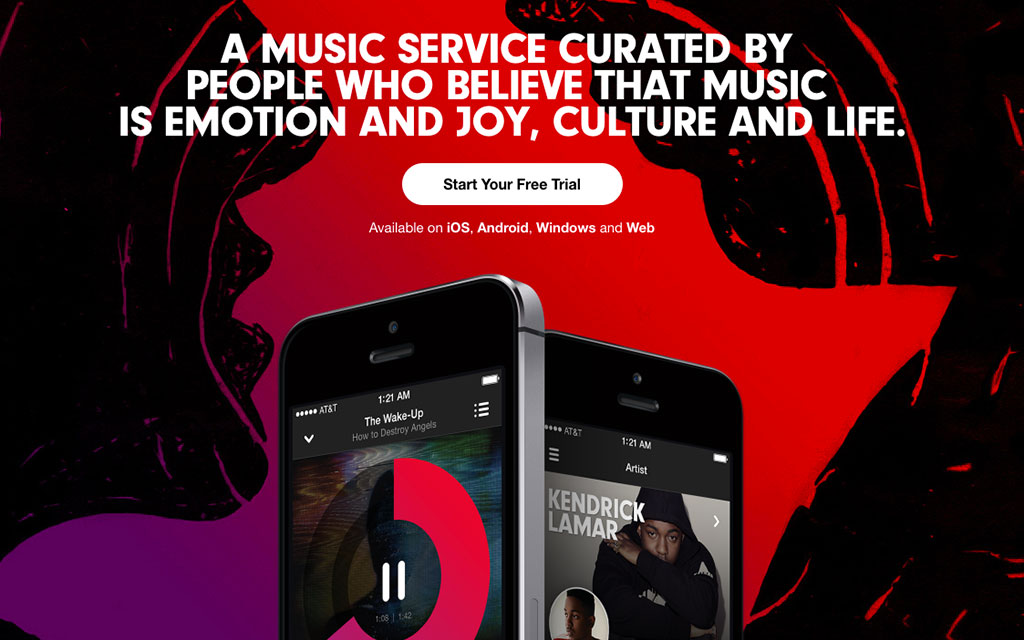 A MUSIC SERVICE CURATED BY
PEOPLE WHO BELIEVE THAT MUSIC
IS EMOTION AND JOY, CULTURE AND LIFE.
Start Your Free Trial
Available on iOS, Android, Windows and Web
AT&T
1:21 AM
The Wake-Up
How to Destroy Angels
1:08 | 1:42
AT&T
1:21 AM
Artist
KENDRICK
LAMAR